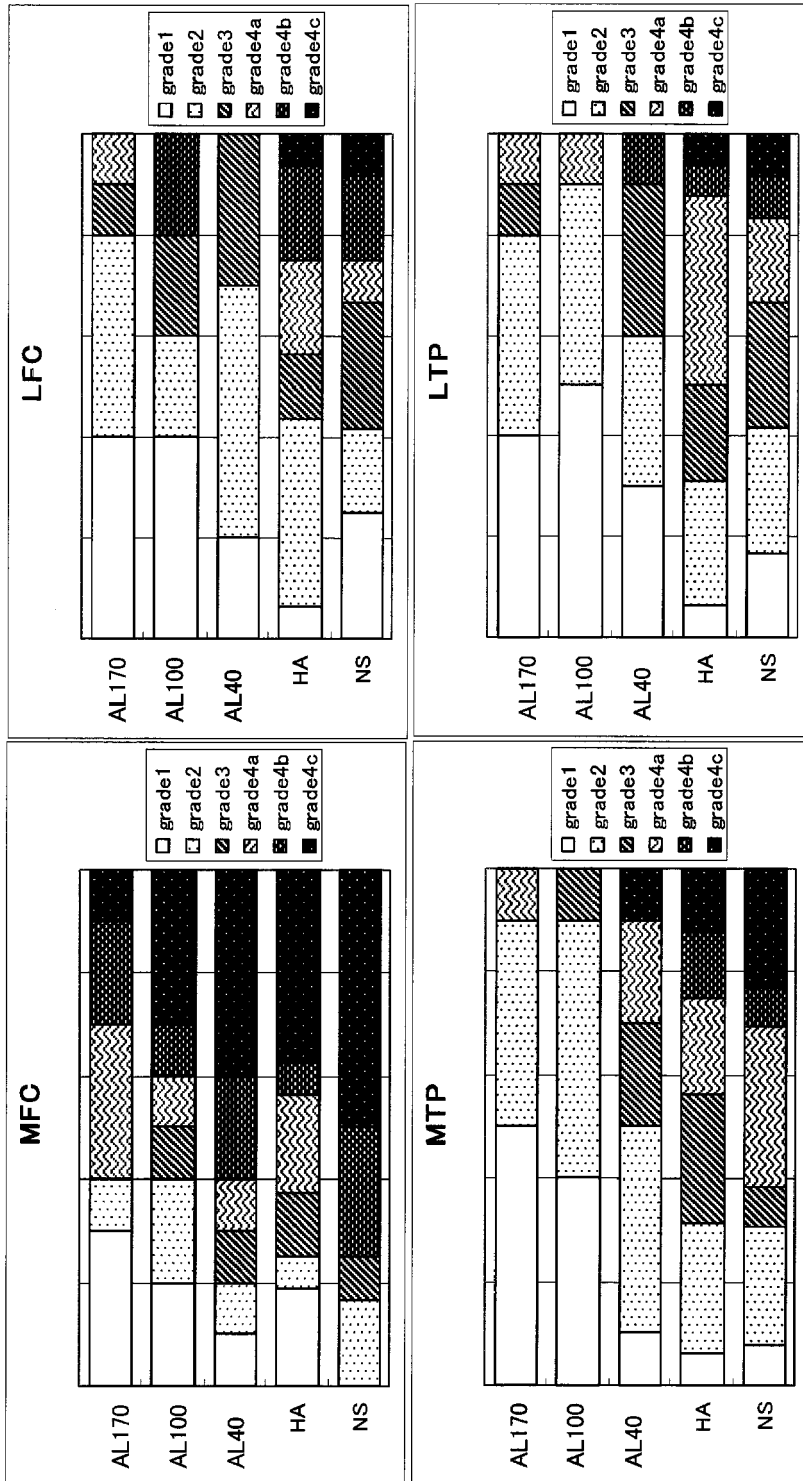 MFC
AL170
AL100
AL40
HA
NS
grade1
grade2
grade3
grade4a
grade4b
grade4c
LFC
AL170
AL100
AL40
HA
NS
grade1
grade2
grade3
grade4a
grade4b
grade4c
MTP
AL170
AL100
AL40
HA
NS
grade1
grade2
grade3
grade4a
grade4b
grade4c
LTP
AL170
AL100
AL40
HA
NS
grade1
grade2
grade3
grade4a
grade4b
grade4c